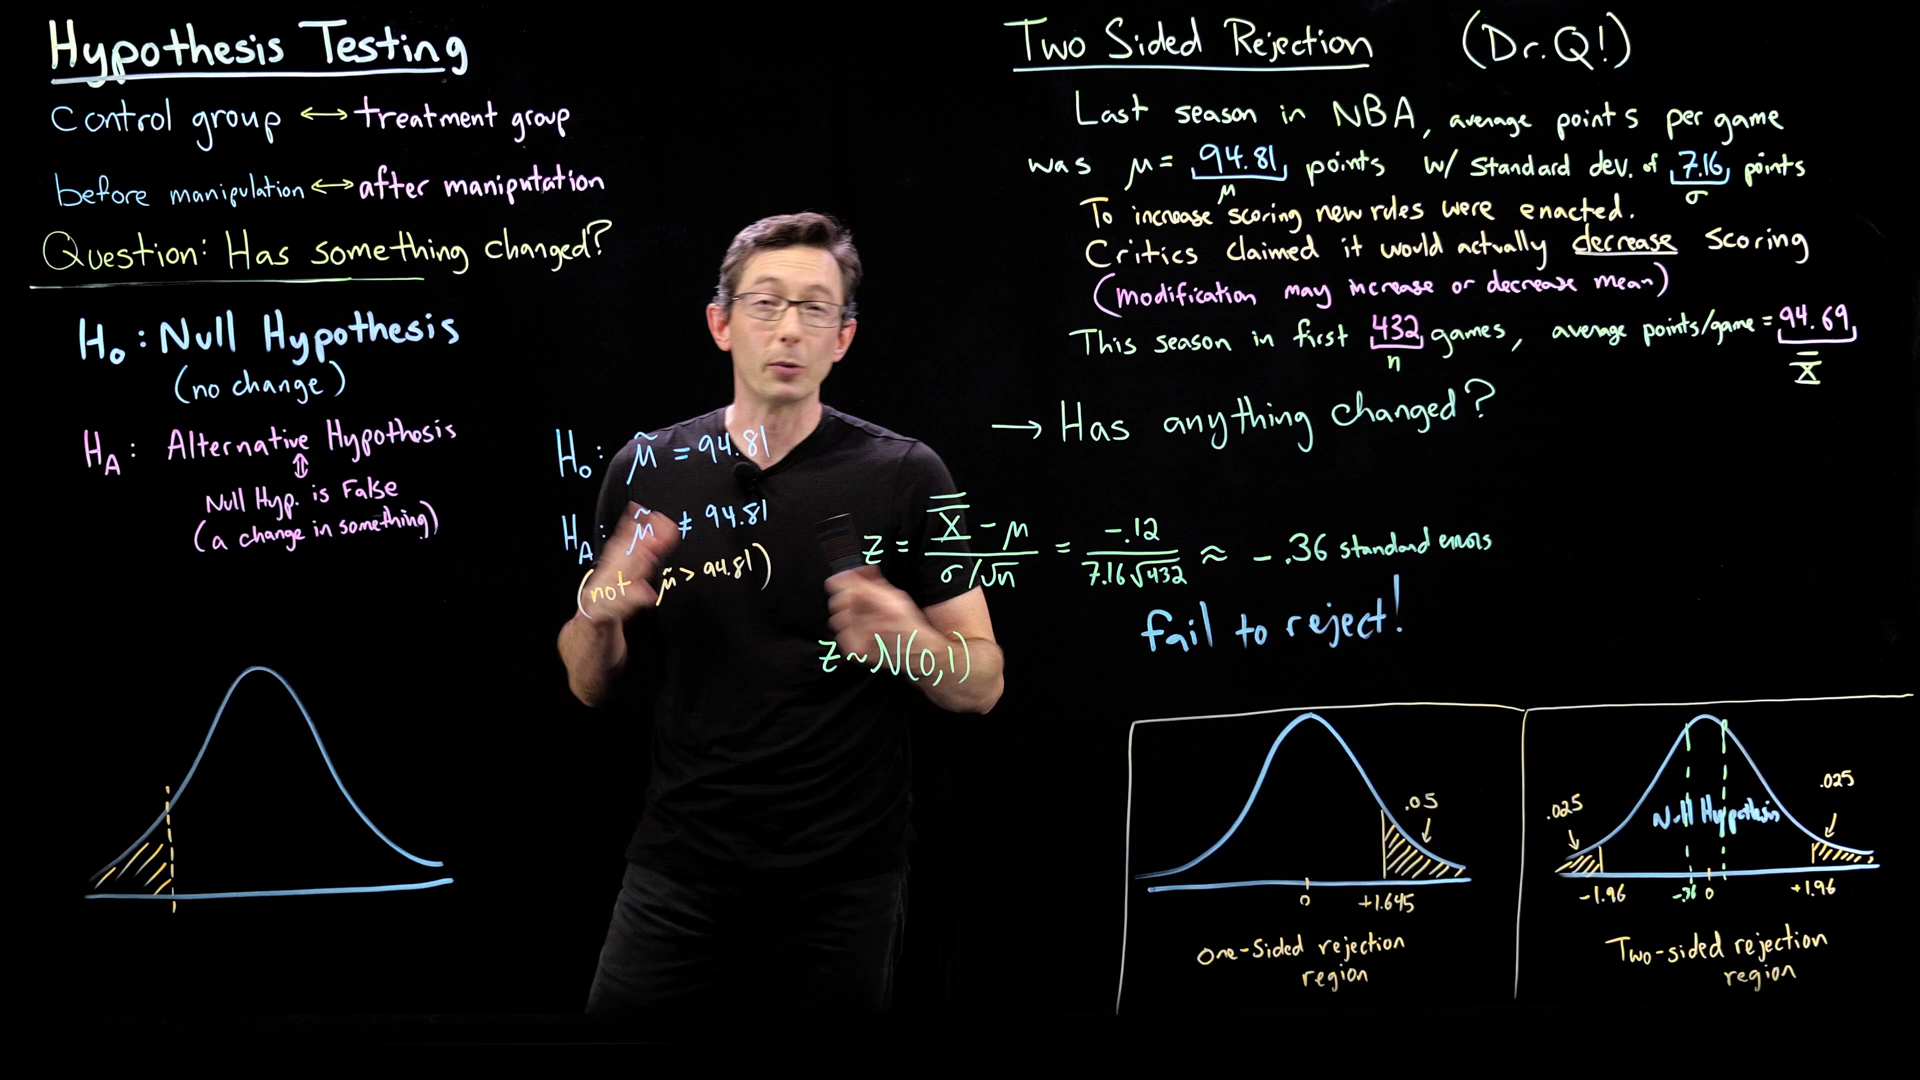 Hypothesis Testing
control group ↔ treatment group
before manipulation ↔ after maniputation
Question: Has something changed?
H₀: Null Hypothesis
(no change)
H_A: Alternative Hypothesis
⇕
Null Hyp. is False
(a change in something)
H₀: μ̃ = 94.81
H_A: μ̃ ≠ 94.81
(not μ̃ > 94.81)
Two Sided Rejection (Dr.Q!)
Last season in NBA, average points per game
was μ = 94.81 points w/ standard dev. of 7.16 points
μ σ
To increase scoring new rules were enacted.
Critics claimed it would actually decrease scoring
(modification may increase or decrease mean)
This season in first 432 games, average points/game = 94.69
n X̿
→ Has anything changed?
z = (X̿ - μ) / (σ/√n) = -.12 / (7.16√432) ≈ -.36 standard errors
fail to reject!
z ~ N(0,1)
.05
0 +1.645
One-sided rejection
region
.025 .025
Null Hypothesis
-1.96 -.36 0 +1.96
Two-sided rejection
region